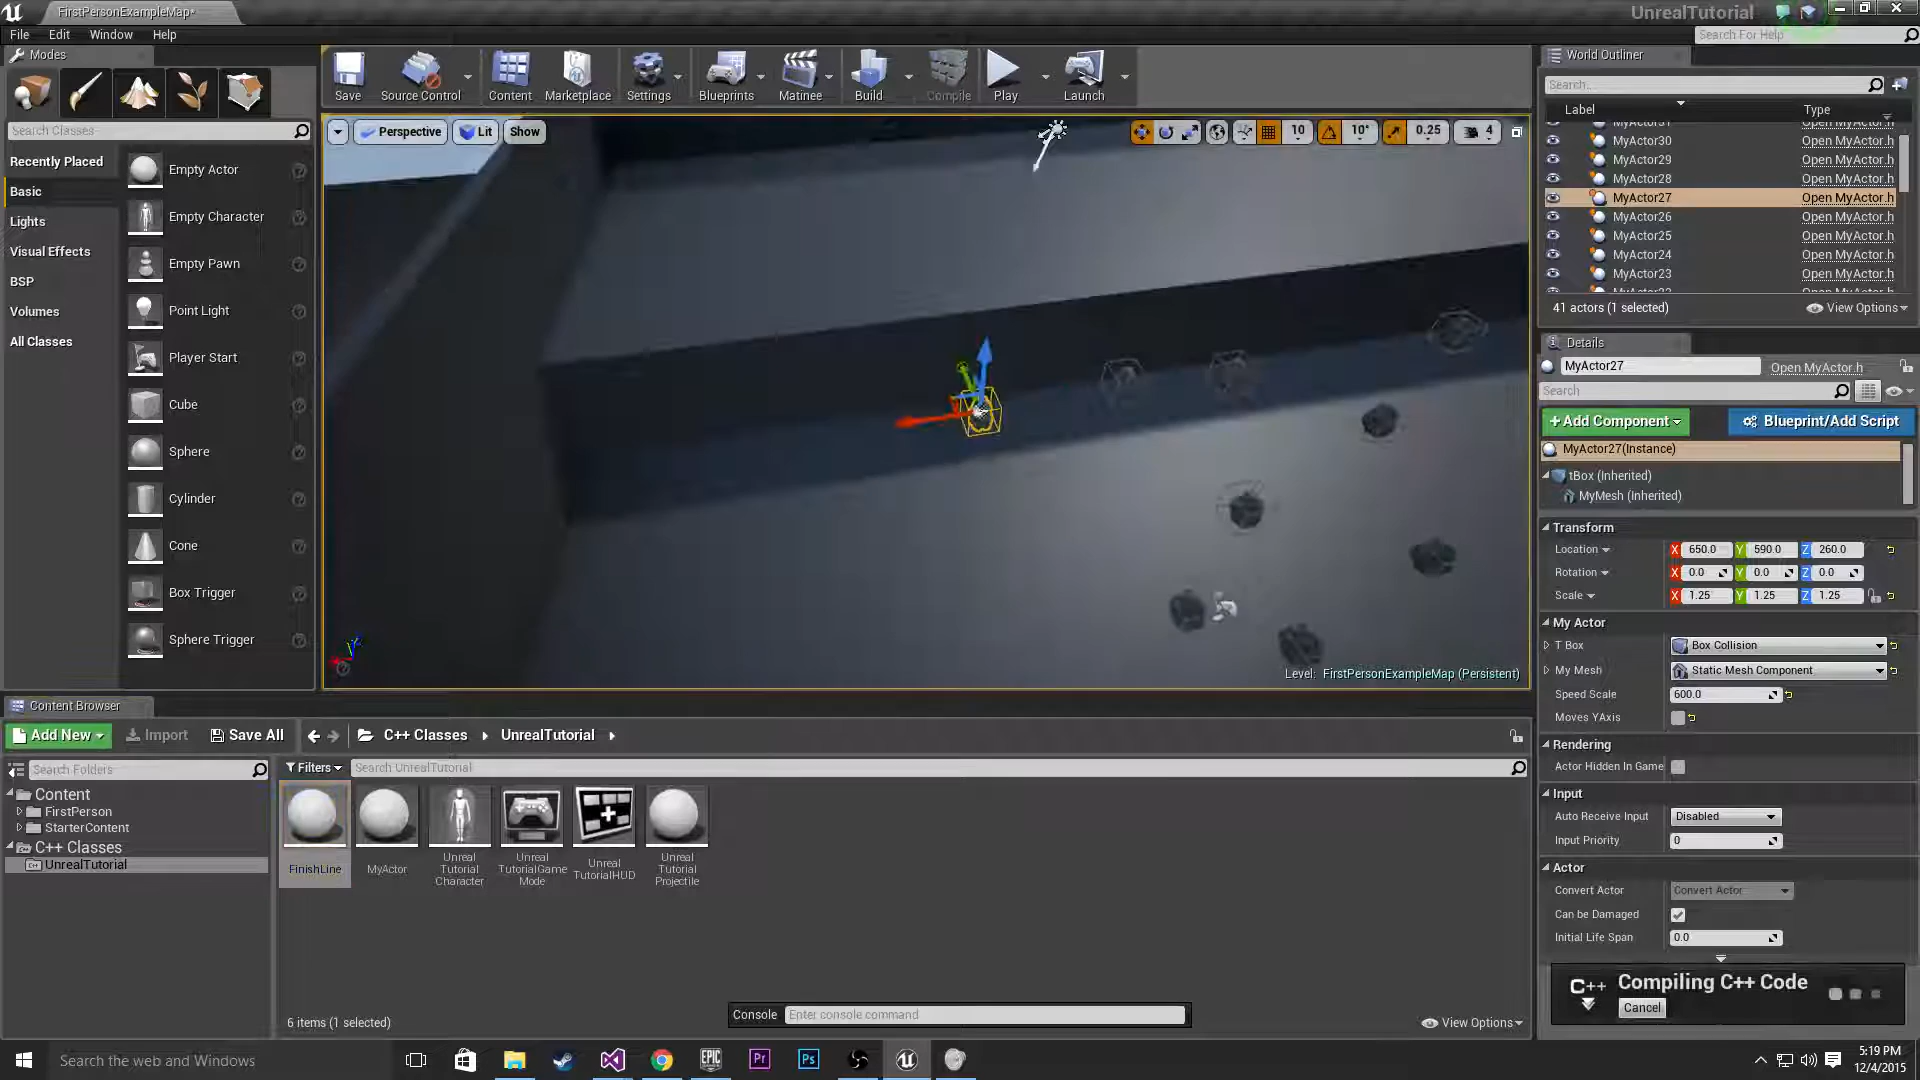 FirstPersonExampleMap*
UnrealTutorial
File Edit Window Help
Search For Help
Modes
Save Source Control Content Marketplace Settings Blueprints Matinee Build Compile Play Launch
World Outliner
Search...
Label Type
Search Classes
Perspective Lit Show 10 10° 0.25 4
MyActor31 Open MyActor.h
MyActor30 Open MyActor.h
MyActor29 Open MyActor.h
MyActor28 Open MyActor.h
MyActor27 Open MyActor.h
MyActor26 Open MyActor.h
MyActor25 Open MyActor.h
MyActor24 Open MyActor.h
MyActor23 Open MyActor.h
41 actors (1 selected) View Options
Recently Placed
Basic
Lights
Visual Effects
BSP
Volumes
All Classes
Empty Actor
Empty Character
Empty Pawn
Point Light
Player Start
Cube
Sphere
Cylinder
Cone
Box Trigger
Sphere Trigger
Level: FirstPersonExampleMap (Persistent)
Details
MyActor27 Open MyActor.h
Search
+Add Component Blueprint/Add Script
MyActor27(Instance)
tBox (Inherited)
MyMesh (Inherited)
Transform
Location X 650.0 Y 590.0 Z 260.0
Rotation X 0.0 Y 0.0 Z 0.0
Scale X 1.25 Y 1.25 Z 1.25
My Actor
T Box Box Collision
My Mesh Static Mesh Component
Speed Scale 600.0
Moves YAxis
Rendering
Actor Hidden In Game
Input
Auto Receive Input Disabled
Input Priority 0
Actor
Convert Actor Convert Actor
Can be Damaged
Initial Life Span 0.0
C++ Compiling C++ Code
Cancel
Content Browser
Add New Import Save All C++ Classes UnrealTutorial
Search Folders
Filters Search UnrealTutorial
Content
FirstPerson
StarterContent
C++ Classes
UnrealTutorial
FinishLine
MyActor
Unreal Tutorial Character
Unreal TutorialGame Mode
Unreal TutorialHUD
Unreal Tutorial Projectile
6 items (1 selected)
Console Enter console command
View Options
Search the web and Windows
EPIC GAMES
Pr
Ps
5:19 PM
12/4/2015